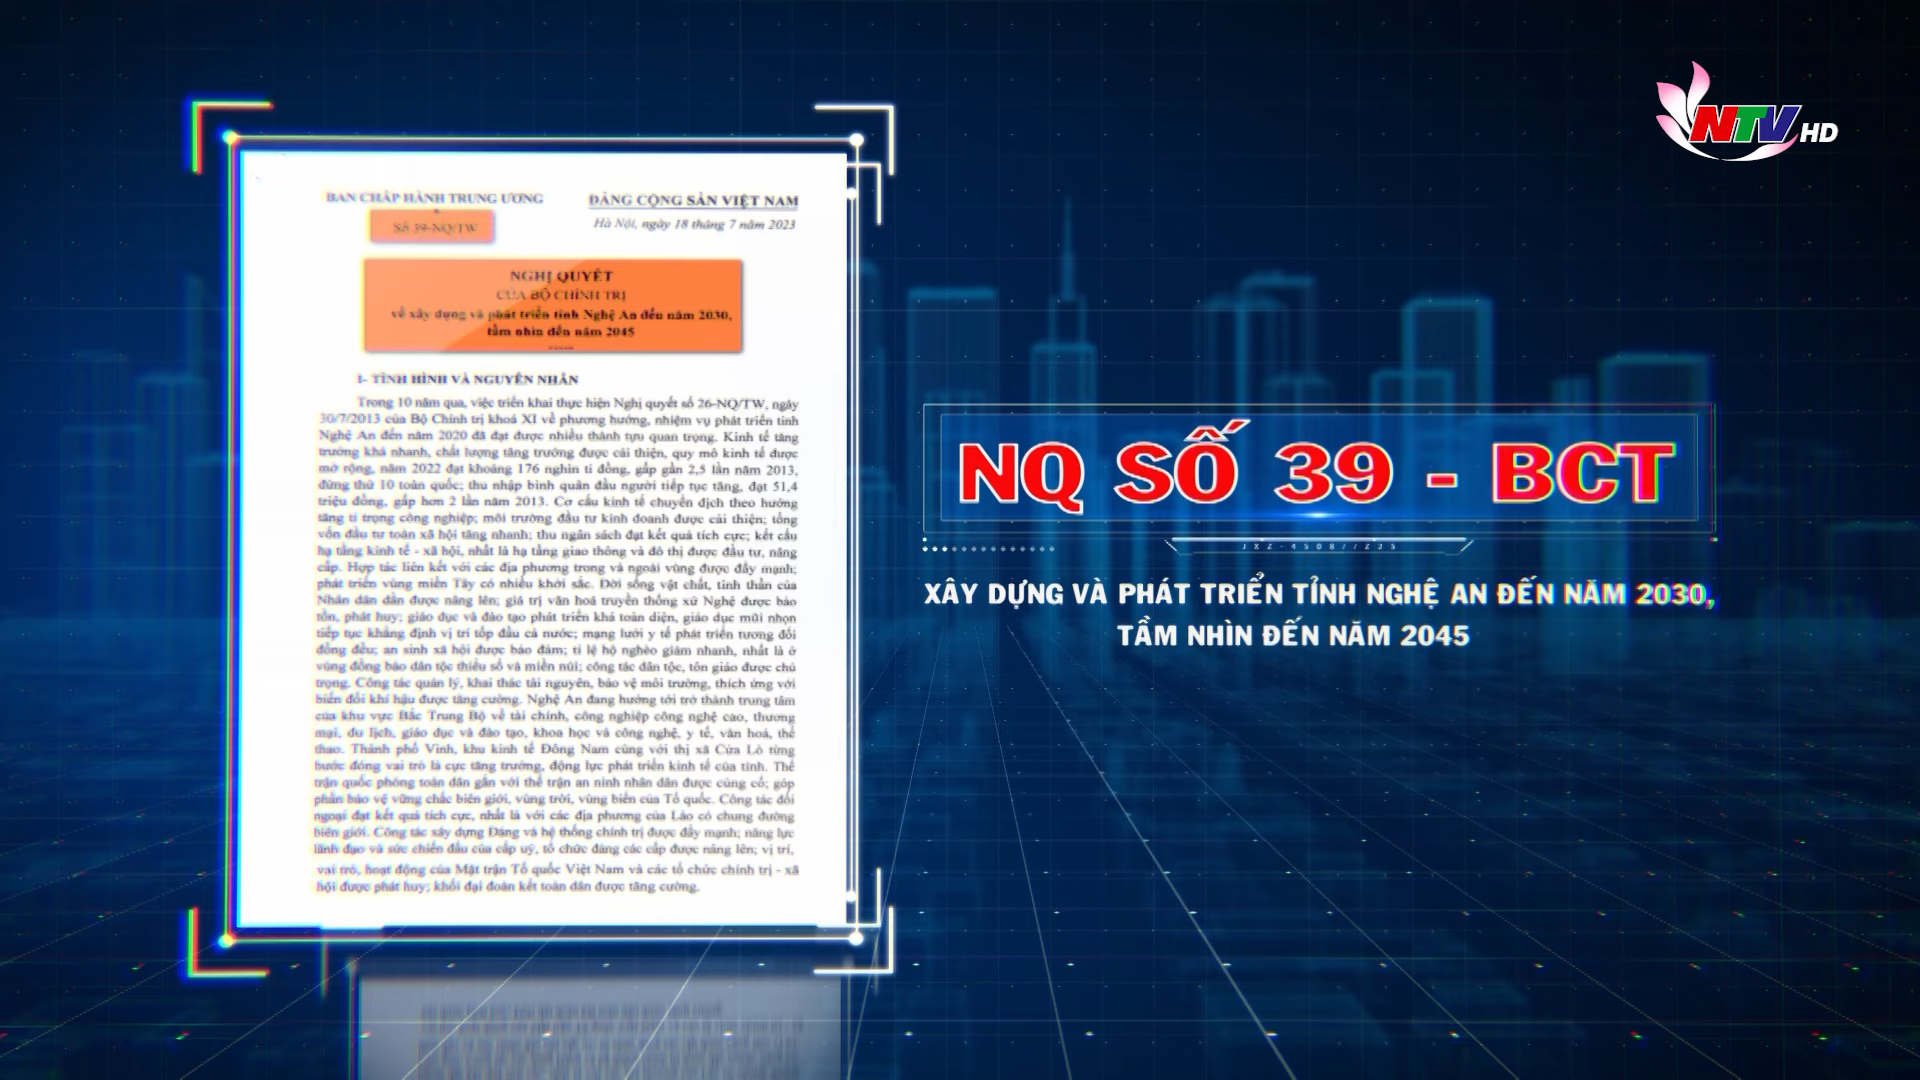 NTV HD
BAN CHẤP HÀNH TRUNG ƯƠNG
ĐẢNG CỘNG SẢN VIỆT NAM
Số 39-NQ/TW
Hà Nội, ngày 18 tháng 7 năm 2023
NGHỊ QUYẾT
CỦA BỘ CHÍNH TRỊ
về xây dựng và phát triển tỉnh Nghệ An đến năm 2030,
tầm nhìn đến năm 2045
I- TÌNH HÌNH VÀ NGUYÊN NHÂN
Trong 10 năm qua, việc triển khai thực hiện Nghị quyết số 26-NQ/TW, ngày
30/7/2013 của Bộ Chính trị khoá XI về phương hướng, nhiệm vụ phát triển tỉnh
Nghệ An đến năm 2020 đã đạt được nhiều thành tựu quan trọng. Kinh tế tăng
trưởng khá nhanh, chất lượng tăng trưởng được cải thiện, quy mô kinh tế được
mở rộng, năm 2022 đạt khoảng 176 nghìn tỉ đồng, gấp gần 2,5 lần năm 2013,
đứng thứ 10 toàn quốc; thu nhập bình quân đầu người tiếp tục tăng, đạt 51,4
triệu đồng, gấp hơn 2 lần năm 2013. Cơ cấu kinh tế chuyển dịch theo hướng
tăng tỉ trọng công nghiệp; môi trường đầu tư kinh doanh được cải thiện; tổng
vốn đầu tư toàn xã hội tăng nhanh; thu ngân sách đạt kết quả tích cực; kết cấu
hạ tầng kinh tế - xã hội, nhất là hạ tầng giao thông và đô thị được đầu tư, nâng
cấp. Hợp tác liên kết với các địa phương trong và ngoài vùng được đẩy mạnh;
phát triển vùng miền Tây có nhiều khởi sắc. Đời sống vật chất, tinh thần của
Nhân dân dần được nâng lên; giá trị văn hoá truyền thống xứ Nghệ được bảo
tồn, phát huy; giáo dục và đào tạo phát triển khá toàn diện, giáo dục mũi nhọn
tiếp tục khẳng định vị trí tốp đầu cả nước; mạng lưới y tế phát triển tương đối
đồng đều; an sinh xã hội được bảo đảm; tỉ lệ hộ nghèo giảm nhanh, nhất là ở
vùng đồng bào dân tộc thiểu số và miền núi; công tác dân tộc, tôn giáo được chú
trọng. Công tác quản lý, khai thác tài nguyên, bảo vệ môi trường, thích ứng với
biến đổi khí hậu được tăng cường. Nghệ An đang hướng tới trở thành trung tâm
của khu vực Bắc Trung Bộ về tài chính, công nghiệp công nghệ cao, thương
mại, du lịch, giáo dục và đào tạo, khoa học và công nghệ, y tế, văn hoá, thể
thao. Thành phố Vinh, khu kinh tế Đông Nam cùng với thị xã Cửa Lò từng
bước đóng vai trò là cực tăng trưởng, động lực phát triển kinh tế của tỉnh. Thế
trận quốc phòng toàn dân gắn với thế trận an ninh nhân dân được củng cố; góp
phần bảo vệ vững chắc biên giới, vùng trời, vùng biển của Tổ quốc. Công tác đối
ngoại đạt kết quả tích cực, nhất là với các địa phương của Lào có chung đường
biên giới. Công tác xây dựng Đảng và hệ thống chính trị được đẩy mạnh; năng lực
lãnh đạo và sức chiến đấu của cấp uỷ, tổ chức đảng các cấp được nâng lên; vị trí,
vai trò, hoạt động của Mặt trận Tổ quốc Việt Nam và các tổ chức chính trị - xã
hội được phát huy; khối đại đoàn kết toàn dân được tăng cường.
NQ SỐ 39 - BCT
XÂY DỰNG VÀ PHÁT TRIỂN TỈNH NGHỆ AN ĐẾN NĂM 2030,
TẦM NHÌN ĐẾN NĂM 2045